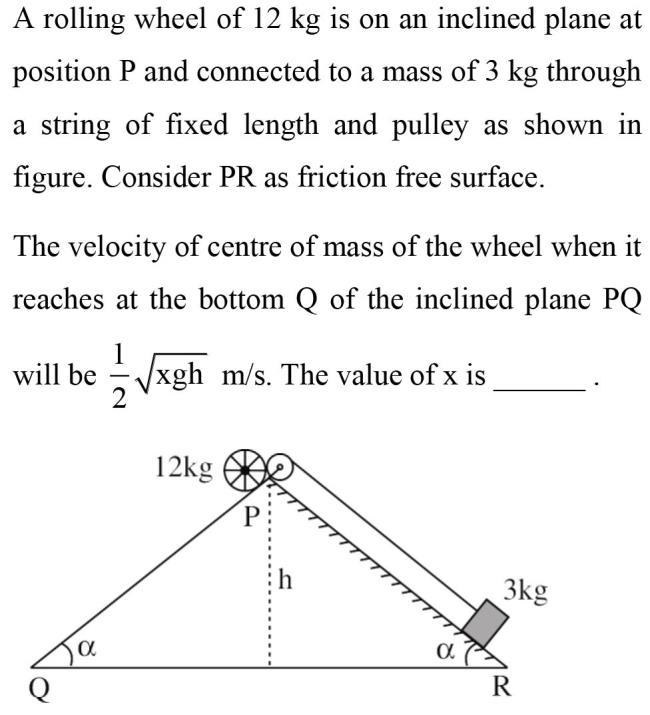 A rolling wheel of 12 kg is on an inclined plane at
position P and connected to a mass of 3 kg through
a string of fixed length and pulley as shown in
figure. Consider PR as friction free surface.
The velocity of centre of mass of the wheel when it
reaches at the bottom Q of the inclined plane PQ
will be 1/2 √xgh m/s. The value of x is ______ .
12kg
P
h
3kg
α
α
Q
R